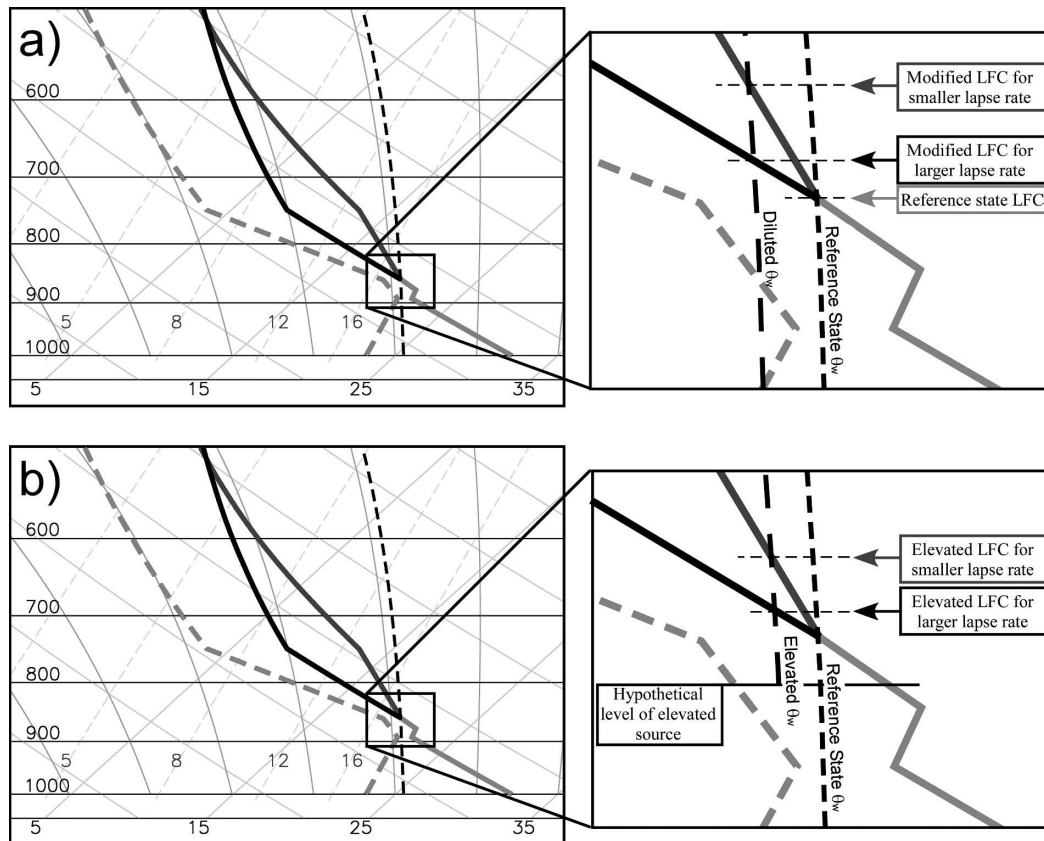 a)
600
700
800
900
5 8 12 16
1000
5 15 25 35
Modified LFC for
smaller lapse rate
Modified LFC for
larger lapse rate
Reference state LFC
Diluted θw
Reference State θw
b)
600
700
800
900
5 8 12 16
1000
5 15 25 35
Elevated LFC for
smaller lapse rate
Elevated LFC for
larger lapse rate
Elevated θw
Reference State θw
Hypothetical
level of elevated
source